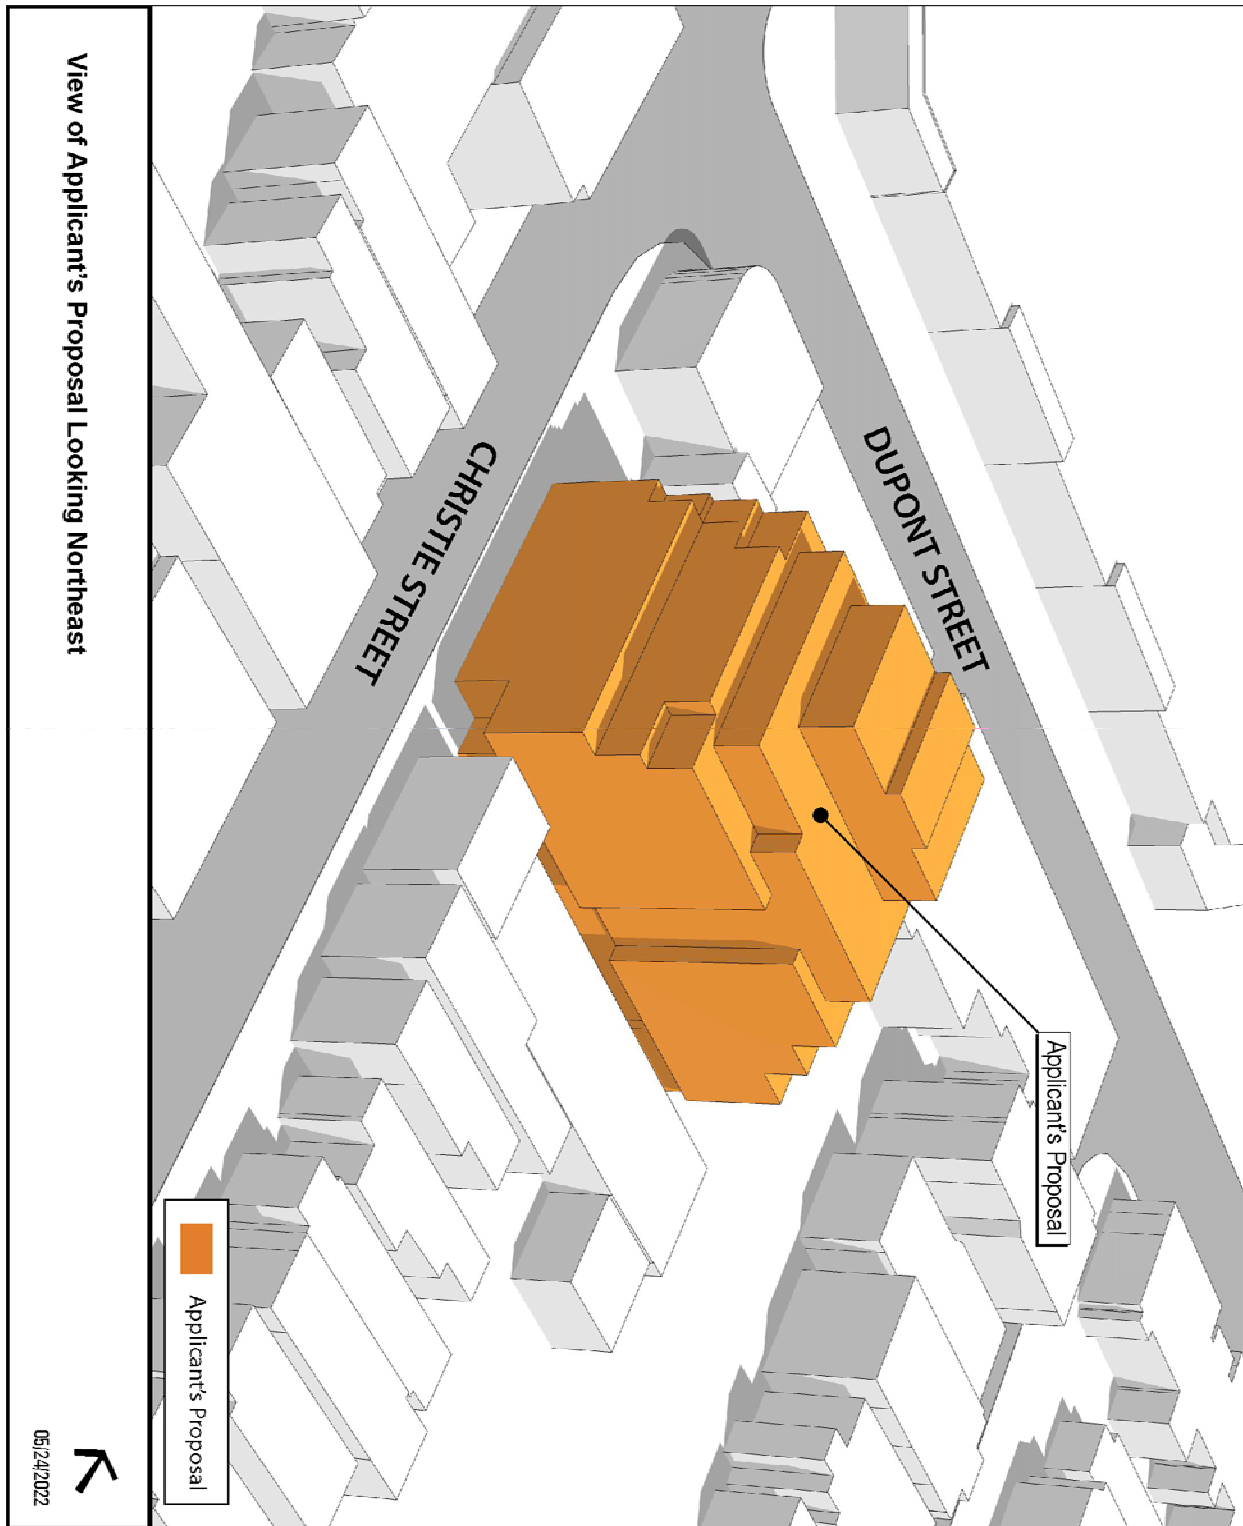 DUPONT STREET
CHRISTIE STREET
Applicant's Proposal
Applicant's Proposal
View of Applicant's Proposal Looking Northeast
05/24/2022